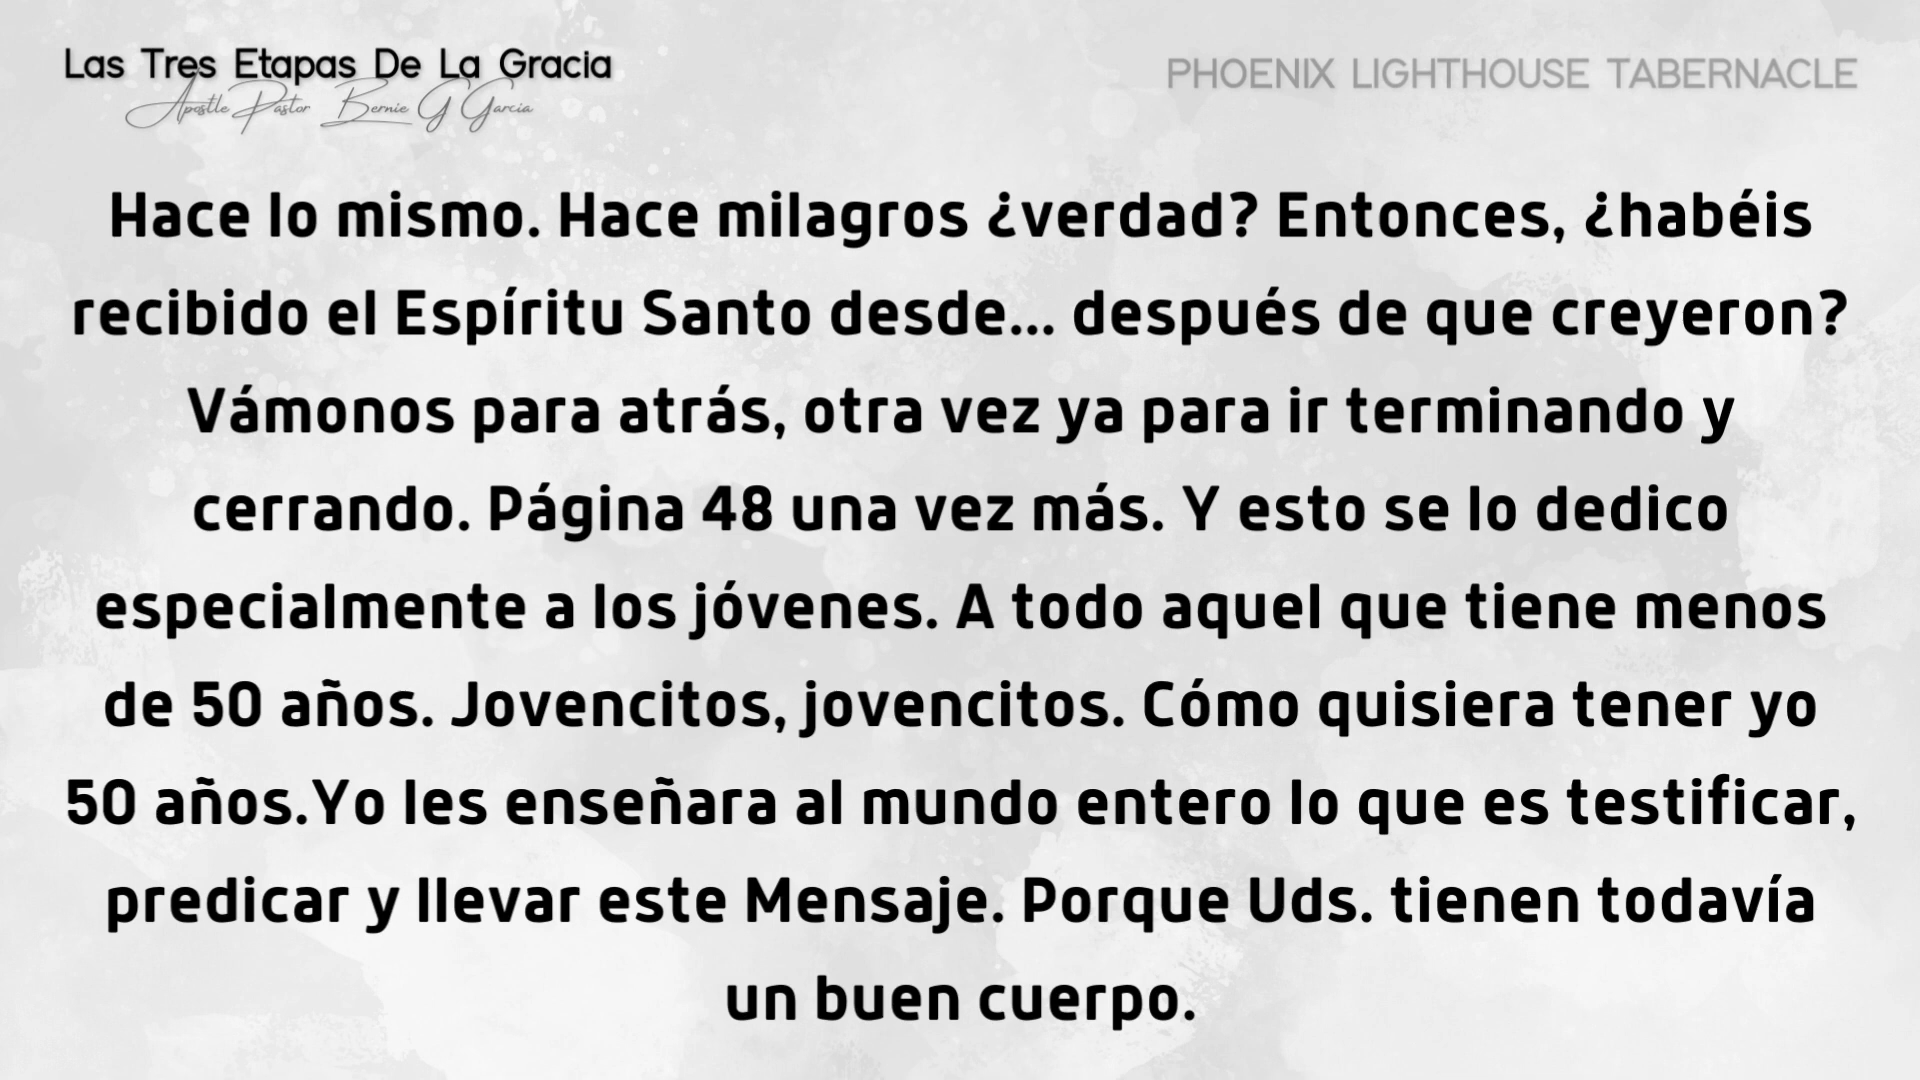 Las Tres Etapas De La Gracia
Apostle Pastor Bernie G Garcia
PHOENIX LIGHTHOUSE TABERNACLE
Hace lo mismo. Hace milagros ¿verdad? Entonces, ¿habéis
recibido el Espíritu Santo desde... después de que creyeron?
Vámonos para atrás, otra vez ya para ir terminando y
cerrando. Página 48 una vez más. Y esto se lo dedico
especialmente a los jóvenes. A todo aquel que tiene menos
de 50 años. Jovencitos, jovencitos. Cómo quisiera tener yo
50 años.Yo les enseñara al mundo entero lo que es testificar,
predicar y llevar este Mensaje. Porque Uds. tienen todavía
un buen cuerpo.